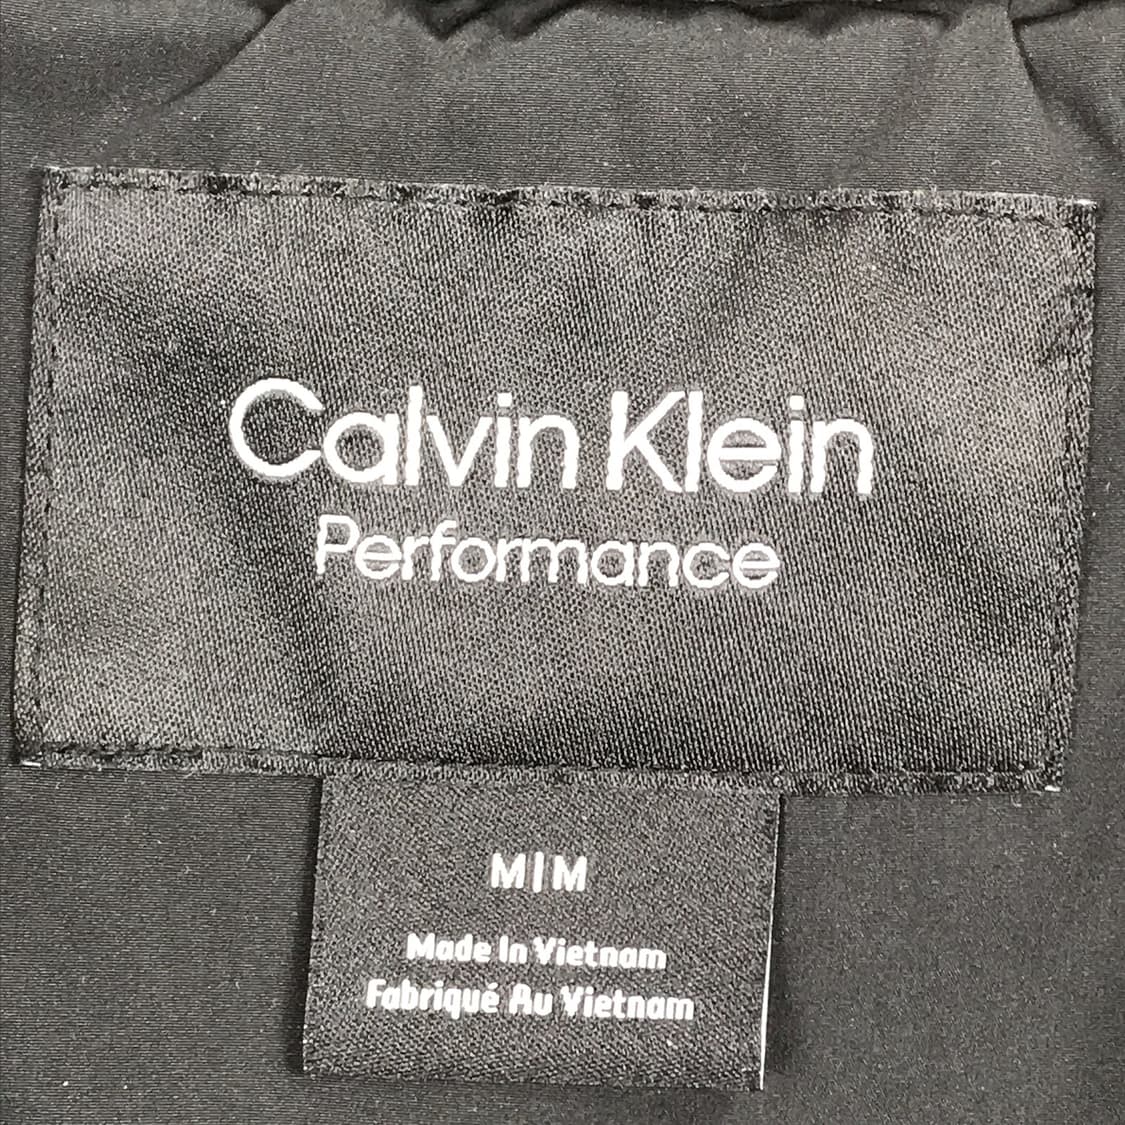 Calvin Klein
Performance
M|M
Made In Vietnam
Fabriqué Au Vietnam